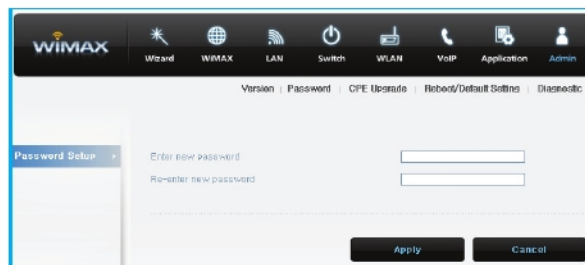 WiMAX
Wizard WiMAX LAN Switch WLAN VoIP Application Admin
Version | Password | CPE Upgrade | Reboot/Default Setting | Diagnostic
Password Setup
Enter new password
Re-enter new password
Apply Cancel